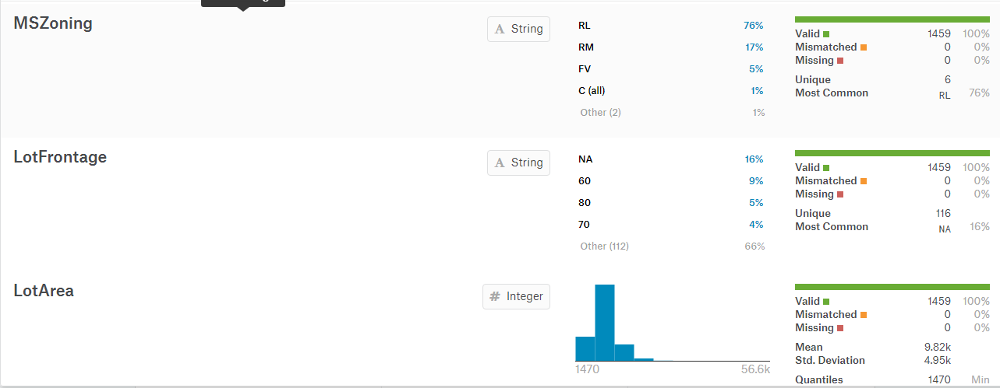 MSZoning
A String
RL 76%
RM 17%
FV 5%
C (all) 1%
Other (2) 1%
Valid 1459 100%
Mismatched 0 0%
Missing 0 0%
Unique 6
Most Common RL 76%
LotFrontage
A String
NA 16%
60 9%
80 5%
70 4%
Other (112) 66%
Valid 1459 100%
Mismatched 0 0%
Missing 0 0%
Unique 116
Most Common NA 16%
LotArea
# Integer
1470 56.6k
Valid 1459 100%
Mismatched 0 0%
Missing 0 0%
Mean 9.82k
Std. Deviation 4.95k
Quantiles 1470 Min